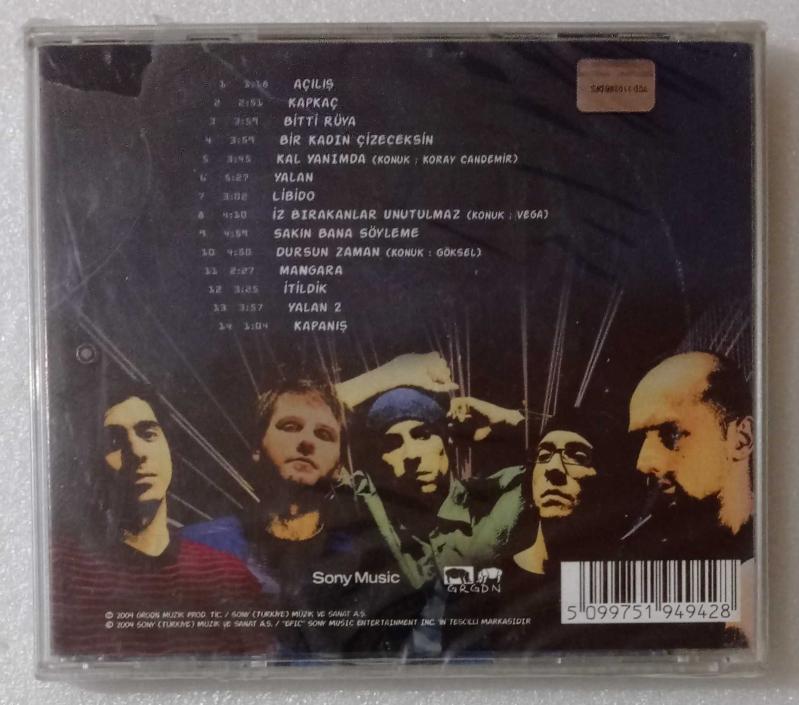 1 1:18 AÇILIŞ
2 2:51 KAPKAÇ
3 3:59 BİTTİ RÜYA
4 3:59 BİR KADIN ÇİZECEKSİN
5 3:45 KAL YANIMDA (KONUK : KORAY CANDEMİR)
6 5:27 YALAN
7 3:02 LİBİDO
8 4:10 İZ BIRAKANLAR UNUTULMAZ (KONUK : VEGA)
9 4:59 SAKIN BANA SÖYLEME
10 4:50 DURSUN ZAMAN (KONUK : GÖKSEL)
11 2:27 MANGARA
12 3:25 İTİLDİK
13 3:57 YALAN 2
14 1:04 KAPANIŞ
Sony Music
GRGDN
℗ 2004 GRGDN MUZIK PROD. TİC. / SONY (TURKIYE) MÜZİK VE SANAT A.Ş.
© 2004 SONY (TÜRKİYE) MÜZİK VE SANAT A.Ş. / "EPIC" SONY MUSIC ENTERTAINMENT INC.'IN TESCİLLİ MARKASIDIR
5 099751 949428